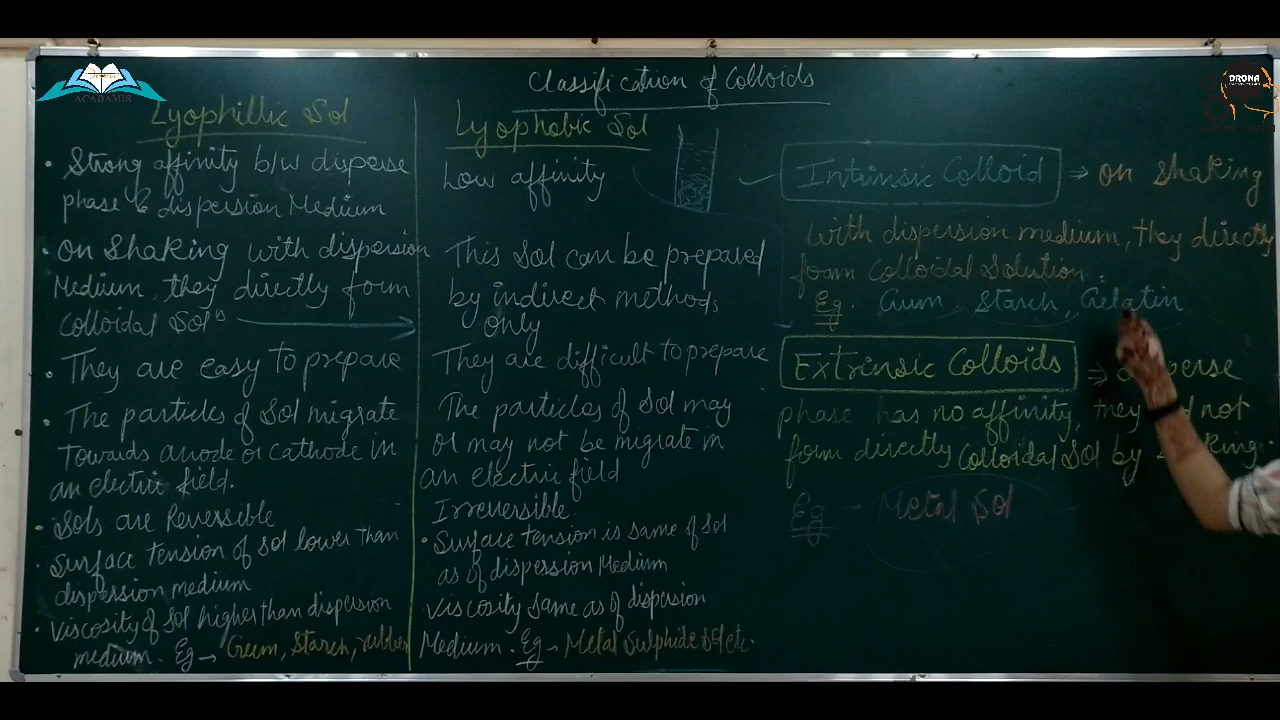 ACADAMIS
DRONA
Classification of Colloids
Lyophillic Sol
• Strong affinity b/w disperse
phase & dispersion Medium
• On Shaking with dispersion
Medium, they directly form
Colloidal Solⁿ →
• They are easy to prepare
• The particles of Sol migrate
Towards anode or cathode in
an electric field.
• Sols are Reversible
• Surface tension of sol lower than
dispersion medium
• Viscosity of Sol higher than dispersion
medium. Eg → Gum, Starch, rubber
Lyophobic Sol
Low affinity
This Sol can be prepared
by indirect methods
only
They are difficult to prepare
The particles of Sol may
or may not be migrate in
an electric field
Irreversible
• Surface tension is same of Sol
as of dispersion Medium
Viscosity same as of dispersion
Medium. Eg → Metal Sulphide Sol etc.
Intrinsic Colloid ⇒ On Shaking
With dispersion medium, they directly
form Colloidal Solution.
Eg. Gum, Starch, Gelatin
Extrinsic Colloids ⇒
phase has no affinity, they not
form directly Colloidal Sol by
Eg → Metal Sol